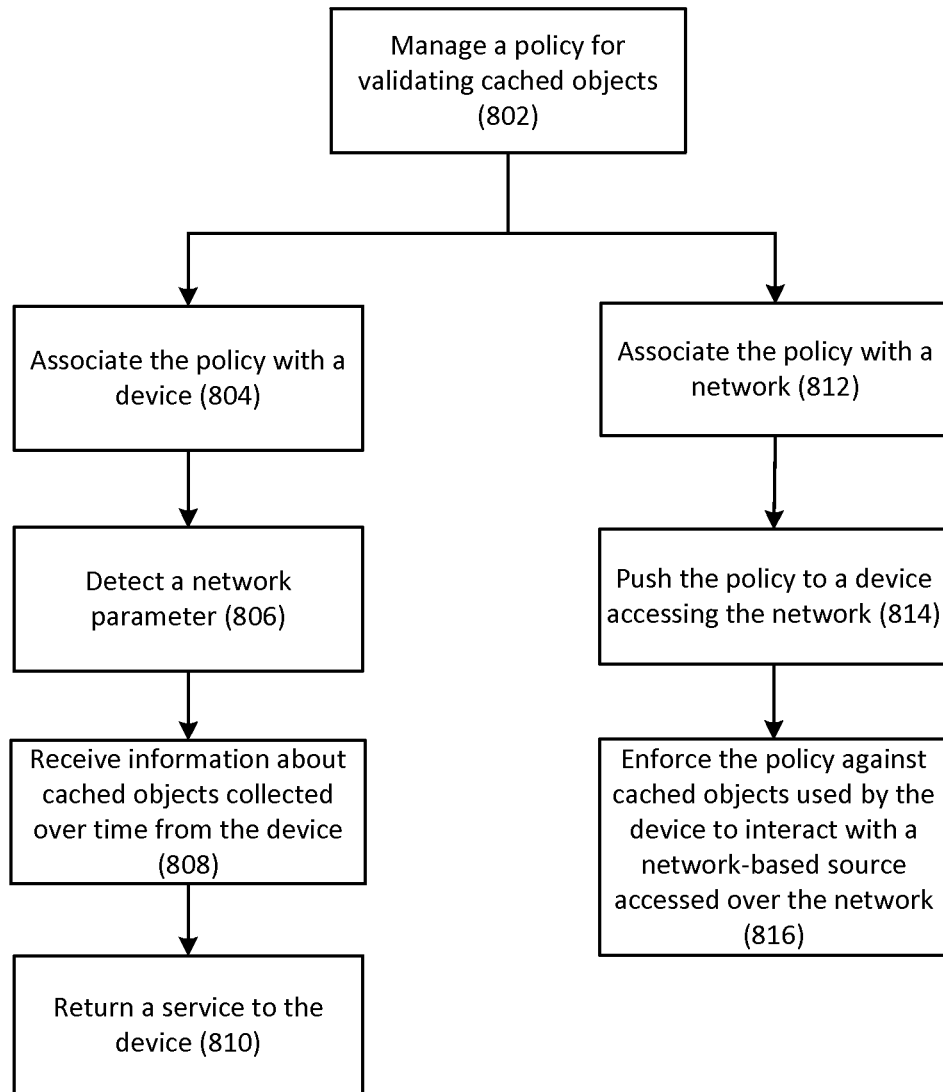 Manage a policy for
validating cached objects
(802)
Associate the policy with a
device (804)
Detect a network
parameter (806)
Receive information about
cached objects collected
over time from the device
(808)
Return a service to the
device (810)
Associate the policy with a
network (812)
Push the policy to a device
accessing the network (814)
Enforce the policy against
cached objects used by the
device to interact with a
network-based source
accessed over the network
(816)